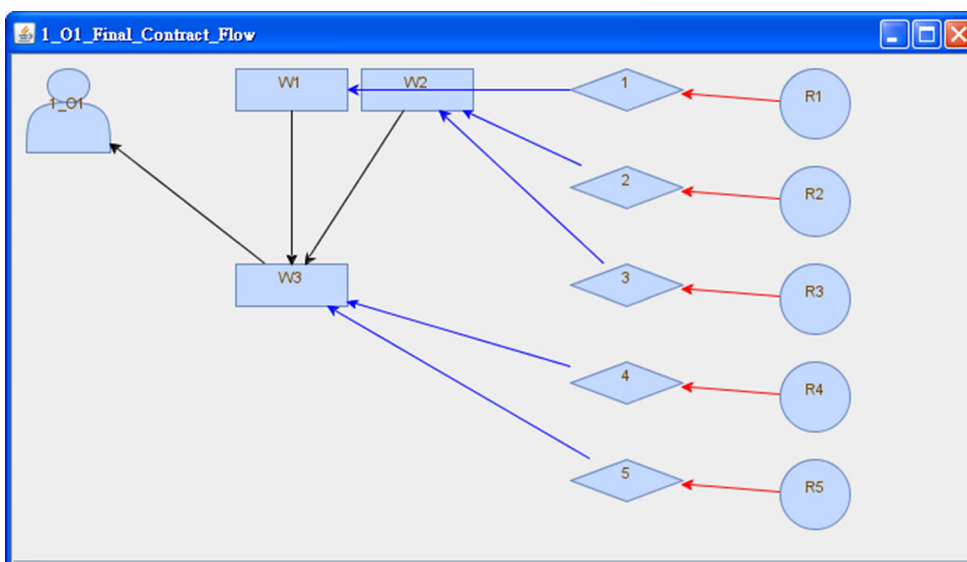 1_O1_Final_Contract_Flow
1_O1
W1
W2
1
R1
2
R2
W3
3
R3
4
R4
5
R5